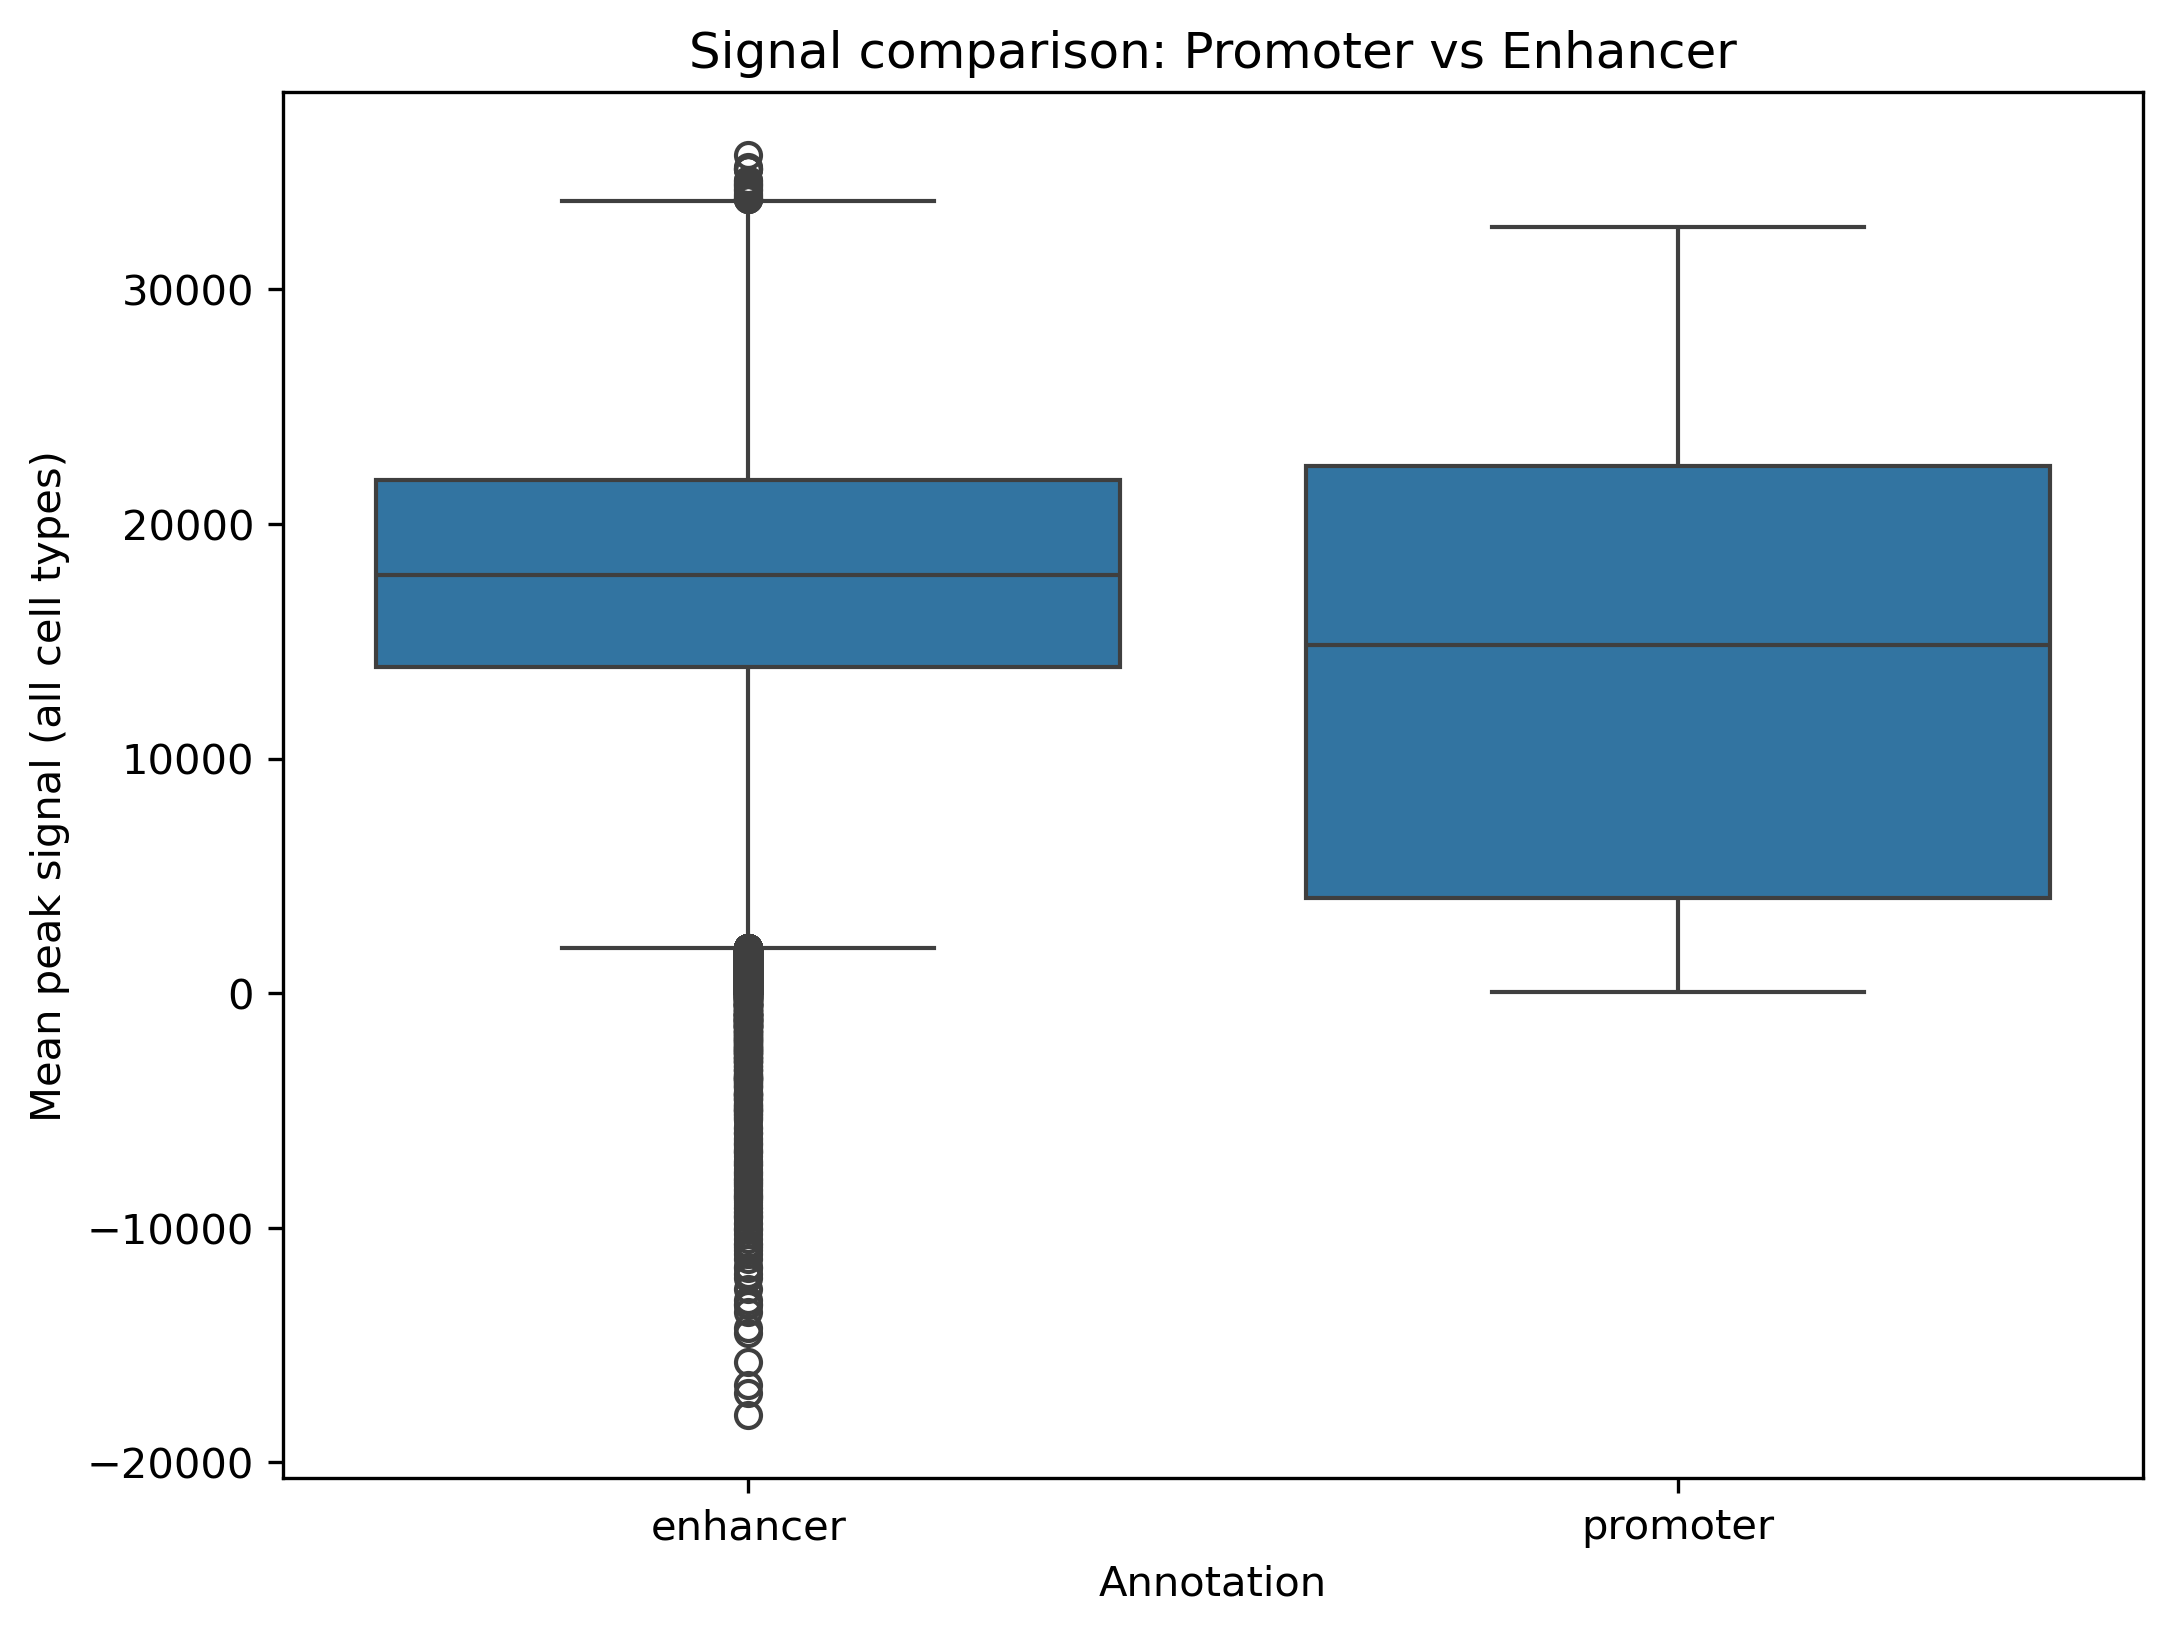 Signal comparison: Promoter vs Enhancer
Mean peak signal (all cell types)
30000
20000
10000
0
−10000
−20000
enhancer
promoter
Annotation